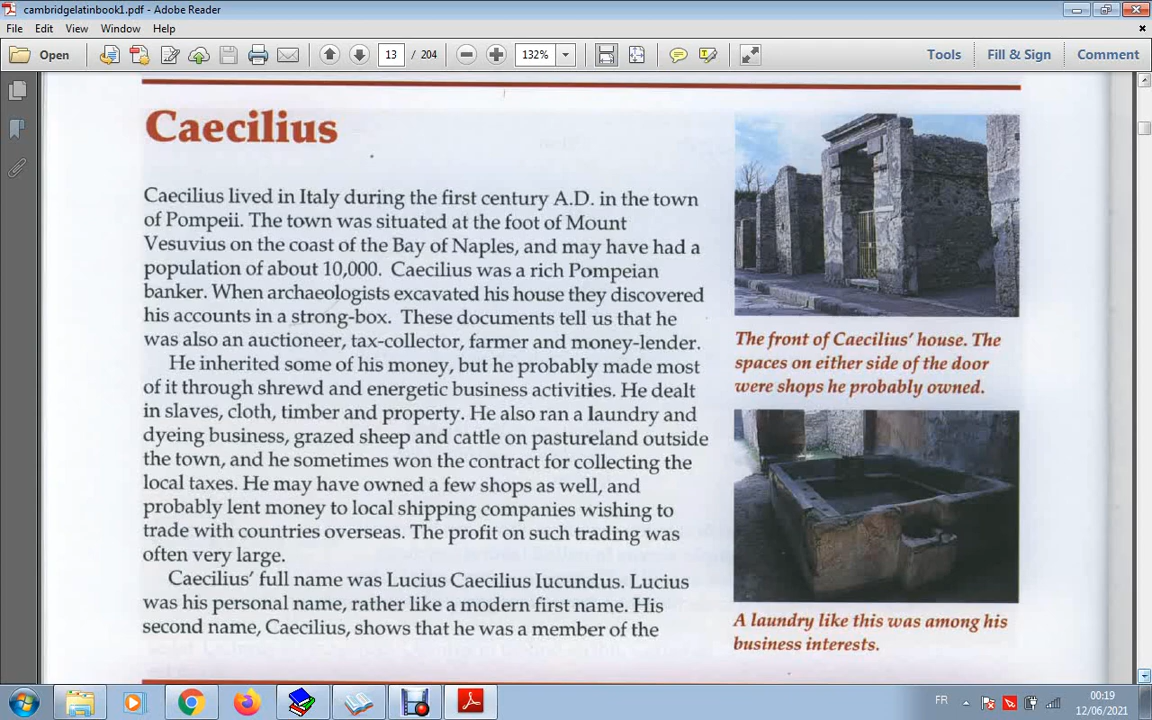 cambridgelatinbook1.pdf - Adobe Reader
File Edit View Window Help
Open 13 / 204 132% Tools Fill & Sign Comment
Caecilius
Caecilius lived in Italy during the first century A.D. in the town
of Pompeii. The town was situated at the foot of Mount
Vesuvius on the coast of the Bay of Naples, and may have had a
population of about 10,000. Caecilius was a rich Pompeian
banker. When archaeologists excavated his house they discovered
his accounts in a strong-box. These documents tell us that he
was also an auctioneer, tax-collector, farmer and money-lender.
He inherited some of his money, but he probably made most
of it through shrewd and energetic business activities. He dealt
in slaves, cloth, timber and property. He also ran a laundry and
dyeing business, grazed sheep and cattle on pastureland outside
the town, and he sometimes won the contract for collecting the
local taxes. He may have owned a few shops as well, and
probably lent money to local shipping companies wishing to
trade with countries overseas. The profit on such trading was
often very large.
Caecilius' full name was Lucius Caecilius Iucundus. Lucius
was his personal name, rather like a modern first name. His
second name, Caecilius, shows that he was a member of the
The front of Caecilius' house. The
spaces on either side of the door
were shops he probably owned.
A laundry like this was among his
business interests.
FR 00:19
12/06/2021